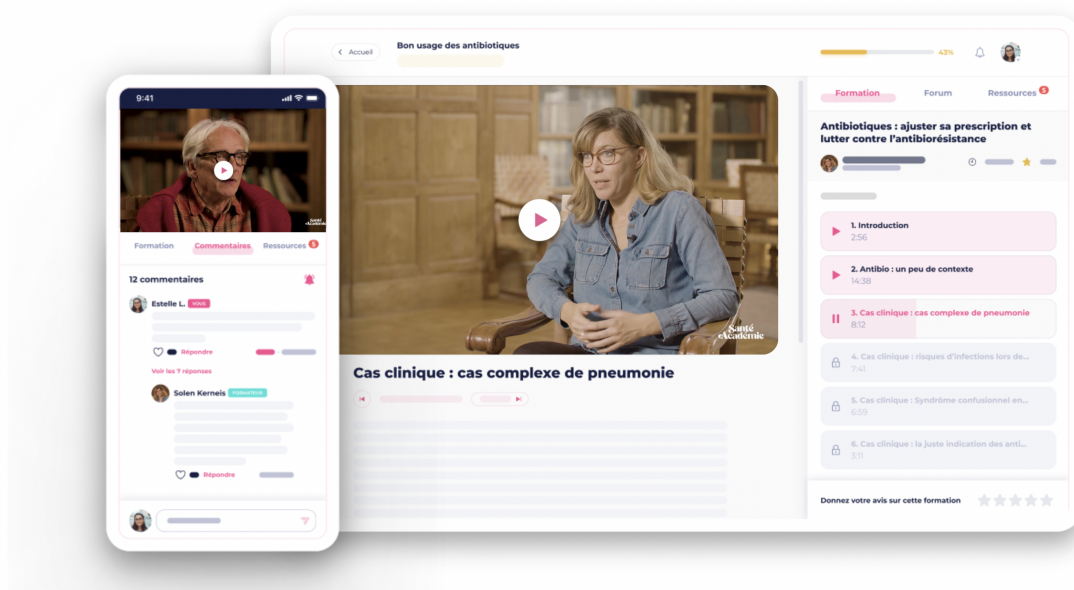 Accueil
Bon usage des antibiotiques
43%
Formation
Forum
Ressources 5
Antibiotiques : ajuster sa prescription et
lutter contre l'antibiorésistance
1. Introduction
2:56
2. Antibio : un peu de contexte
14:38
3. Cas clinique : cas complexe de pneumonie
8:12
4. Cas clinique : risques d'infections lors de...
7:41
5. Cas clinique : Syndrôme confusionnel en...
6:59
6. Cas clinique : la juste indication des anti...
3:11
Donnez votre avis sur cette formation
Santé
Académie
Cas clinique : cas complexe de pneumonie
9:41
Santé
Académie
Formation
Commentaires
Ressources 5
12 commentaires
Estelle L. VOUS
Répondre
Voir les 7 réponses
Solen Kerneis FORMATEUR
Répondre